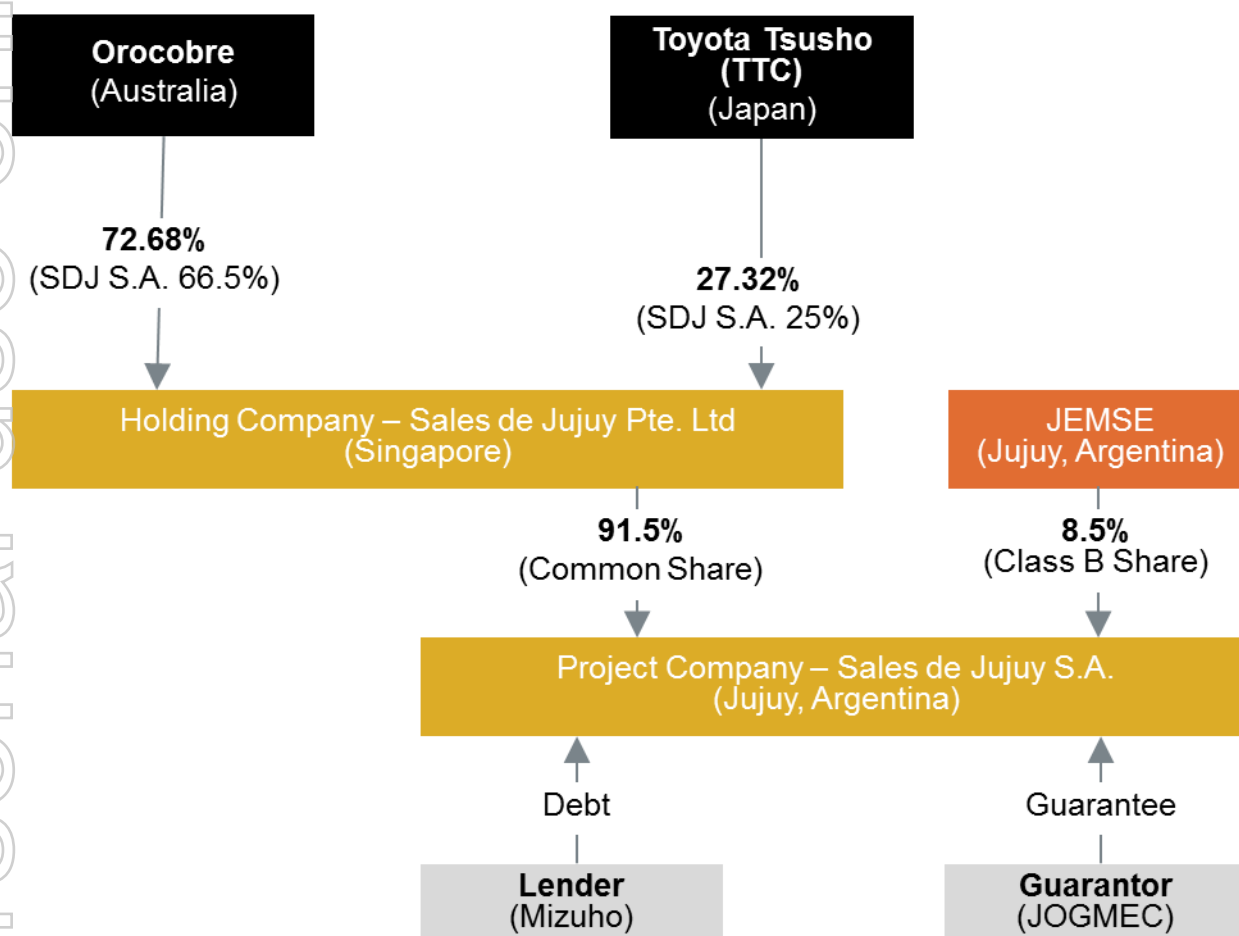 Orocobre
(Australia)
Toyota Tsusho
(TTC)
(Japan)
72.68%
(SDJ S.A. 66.5%)
27.32%
(SDJ S.A. 25%)
Holding Company – Sales de Jujuy Pte. Ltd
(Singapore)
JEMSE
(Jujuy, Argentina)
91.5%
(Common Share)
8.5%
(Class B Share)
Project Company – Sales de Jujuy S.A.
(Jujuy, Argentina)
Debt
Guarantee
Lender
(Mizuho)
Guarantor
(JOGMEC)